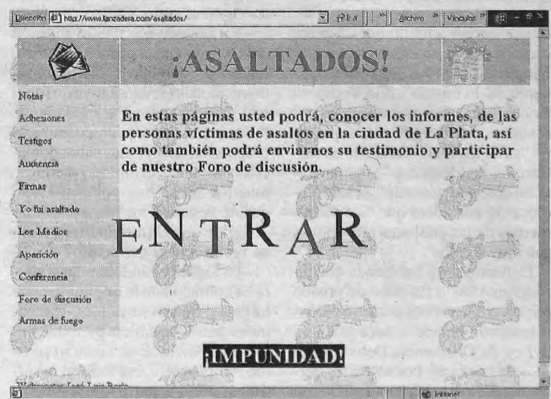 Dirección http://www.lanzadera.com/asaltados/
Archivo
Vínculos
¡ASALTADOS!
Notas
Adhesiones
Testigos
Audiencia
Firmas
Yo fui asaltado
Los Medios
Aparición
Conferencia
Foro de discusión
Armas de fuego
En estas páginas usted podrá, conocer los informes, de las
personas víctimas de asaltos en la ciudad de La Plata, así
como también podrá enviarnos su testimonio y participar
de nuestro Foro de discusión.
ENTRAR
¡IMPUNIDAD!